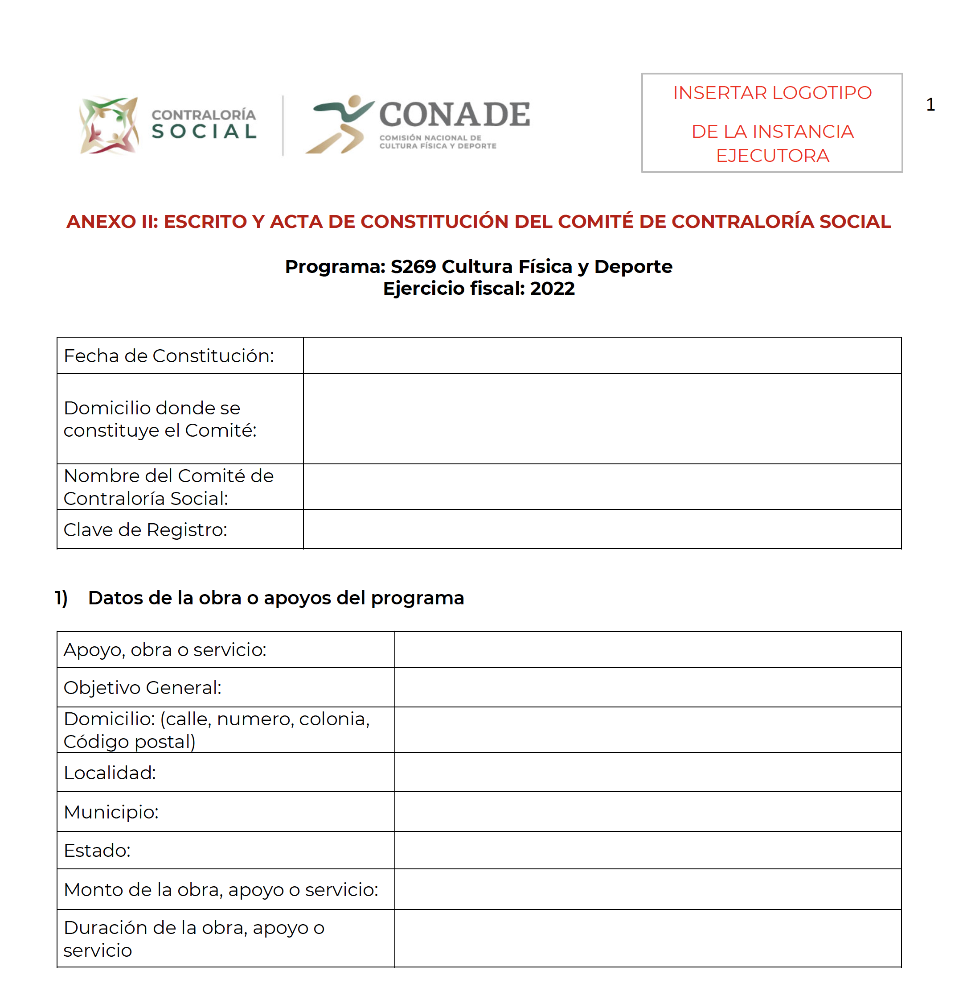 CONTRALORÍA
SOCIAL
CONADE
COMISIÓN NACIONAL DE
CULTURA FÍSICA Y DEPORTE
INSERTAR LOGOTIPO
DE LA INSTANCIA
EJECUTORA
1
ANEXO II: ESCRITO Y ACTA DE CONSTITUCIÓN DEL COMITÉ DE CONTRALORÍA SOCIAL
Programa: S269 Cultura Física y Deporte
Ejercicio fiscal: 2022
Fecha de Constitución:
Domicilio donde se
constituye el Comité:
Nombre del Comité de
Contraloría Social:
Clave de Registro:
1) Datos de la obra o apoyos del programa
Apoyo, obra o servicio:
Objetivo General:
Domicilio: (calle, numero, colonia,
Código postal)
Localidad:
Municipio:
Estado:
Monto de la obra, apoyo o servicio:
Duración de la obra, apoyo o
servicio